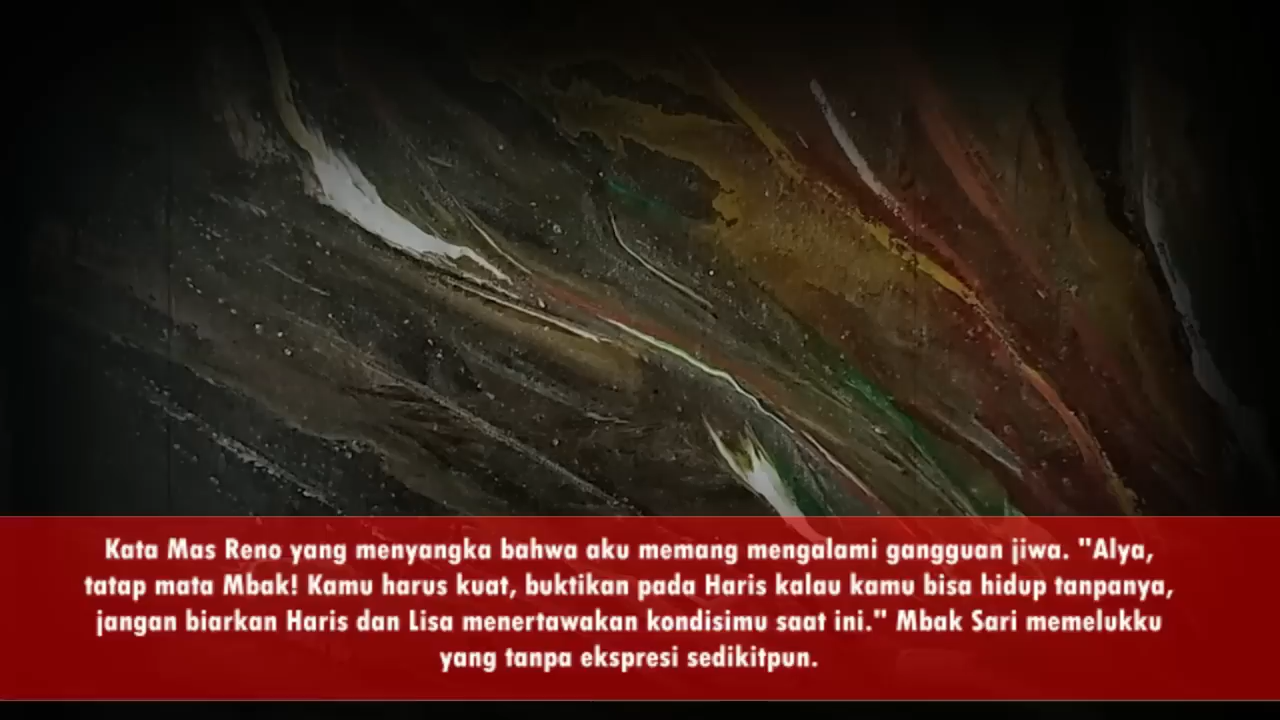 Kata Mas Reno yang menyangka bahwa aku memang mengalami gangguan jiwa. "Alya,
tatap mata Mbak! Kamu harus kuat, buktikan pada Haris kalau kamu bisa hidup tanpanya,
jangan biarkan Haris dan Lisa menertawakan kondisimu saat ini." Mbak Sari memelukku
yang tanpa ekspresi sedikitpun.